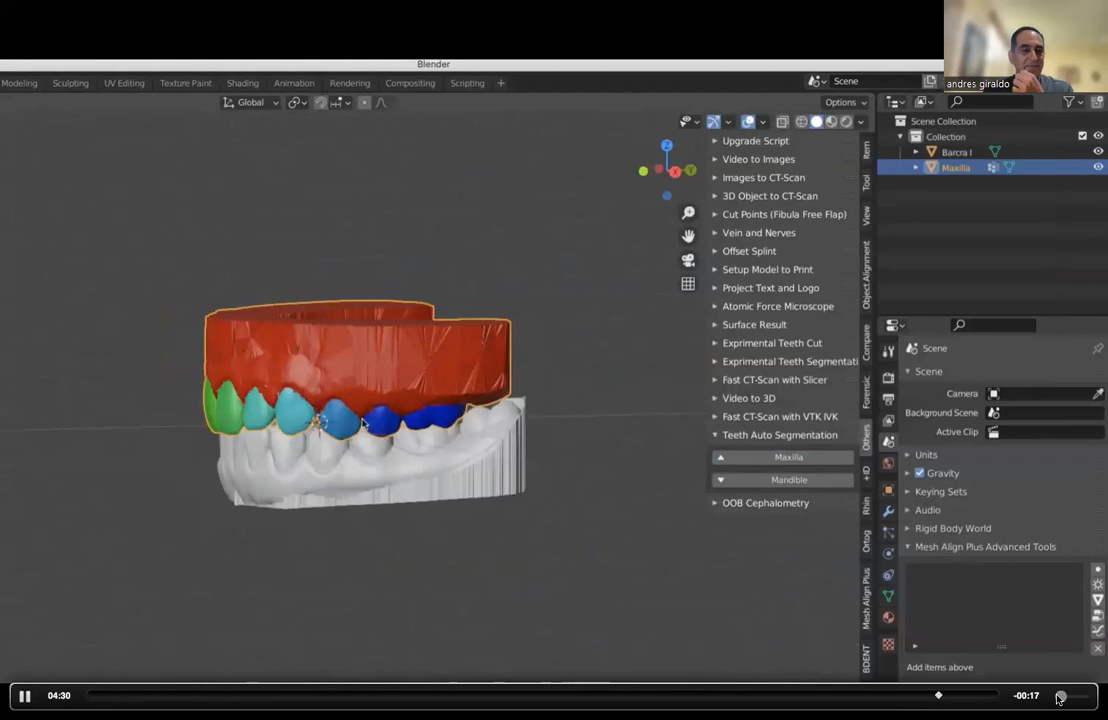 andres giraldo
Blender
Modeling Sculpting UV Editing Texture Paint Shading Animation Rendering Compositing Scripting +
Scene
Global
Options
Z
X
Y
Upgrade Script
Video to Images
Images to CT-Scan
3D Object to CT-Scan
Cut Points (Fibula Free Flap)
Vein and Nerves
Offset Splint
Setup Model to Print
Project Text and Logo
Atomic Force Microscope
Surface Result
Exprimental Teeth Cut
Exprimental Teeth Segmentati
Fast CT-Scan with Slicer
Video to 3D
Fast CT-Scan with VTK IVK
Teeth Auto Segmentation
Maxilla
Mandible
OOB Cephalometry
Item
Tool
View
Object Alignment
Compare
Forensic
Others
+ID
Rhin
Ortog
Mesh Align Plus
BDENT
Scene Collection
Collection
Barcra I
Maxilla
Scene
Scene
Camera
Background Scene
Active Clip
Units
Gravity
Keying Sets
Audio
Rigid Body World
Mesh Align Plus Advanced Tools
Add items above
04:30
-00:17